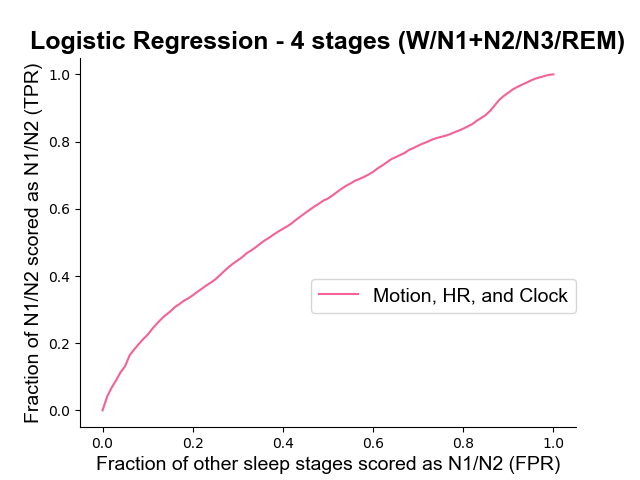 Logistic Regression - 4 stages (W/N1+N2/N3/REM)
Fraction of N1/N2 scored as N1/N2 (TPR)
1.0
0.8
0.6
0.4
0.2
0.0
Motion, HR, and Clock
0.0 0.2 0.4 0.6 0.8 1.0
Fraction of other sleep stages scored as N1/N2 (FPR)